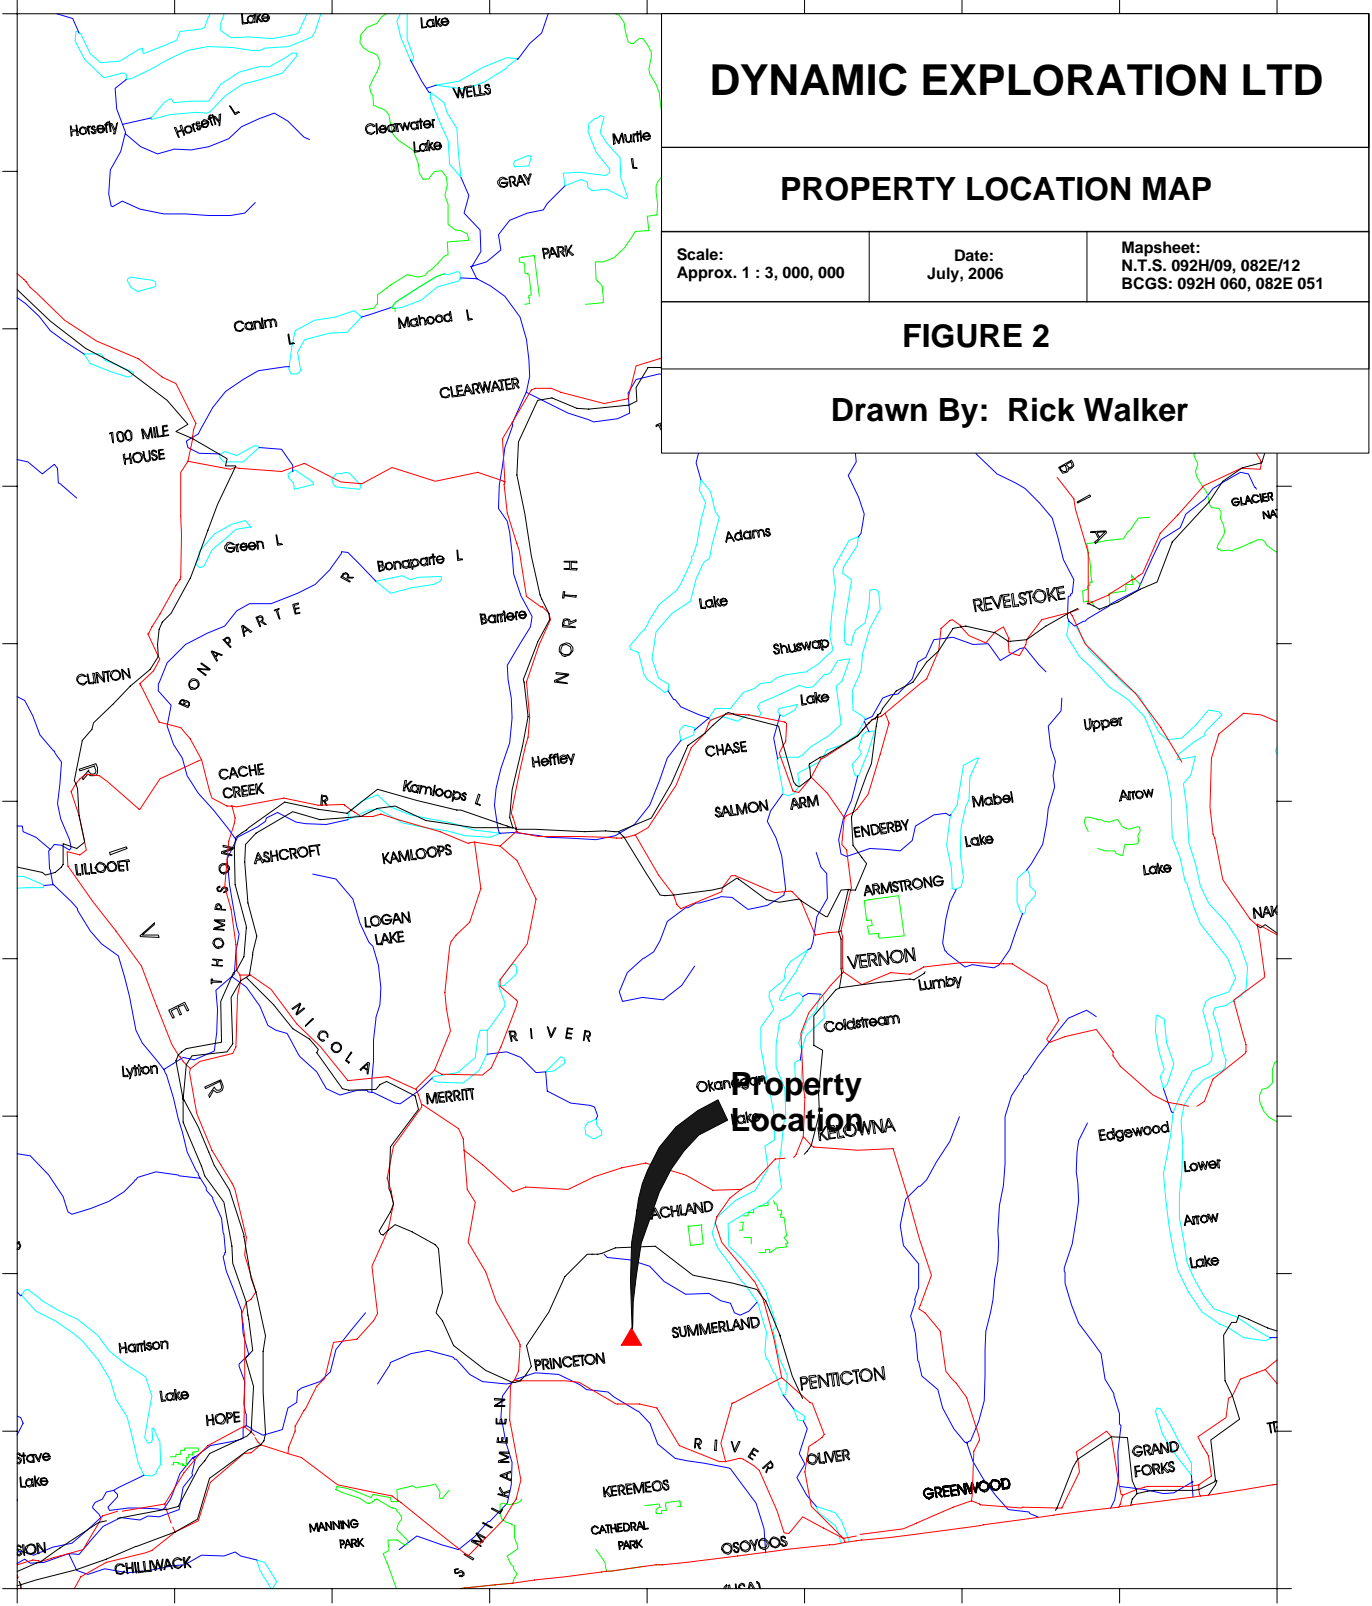 DYNAMIC EXPLORATION LTD
PROPERTY LOCATION MAP
Scale:
Approx. 1 : 3, 000, 000
Date:
July, 2006
Mapsheet:
N.T.S. 092H/09, 082E/12
BCGS: 092H 060, 082E 051
FIGURE 2
Drawn By: Rick Walker
Lake
Lake
WELLS
Horsefly
Horsefly L
Clearwater
Lake
Murtle
L
GRAY
PARK
Canim
L
Mahood L
CLEARWATER
100 MILE
HOUSE
B I A
GLACIER
Green L
Bonaparte L
BONAPARTE R
Barriere
NORTH
Adams
Lake
REVELSTOKE
Shuswap
Lake
CLINTON
Upper
Arrow
Lake
CHASE
Heffley
CACHE
CREEK
R
Kamloops L
SALMON ARM
Mabel
Lake
ENDERBY
LILLOOET
ASHCROFT
KAMLOOPS
THOMPSON
R I V E R
ARMSTRONG
LOGAN
LAKE
VERNON
Lumby
NICOLA
RIVER
Coldstream
Lytton
MERRITT
Okanagan
Lake
Property
Location
KELOWNA
Edgewood
Lower
Arrow
Lake
ACHLAND
Harrison
Lake
SUMMERLAND
PRINCETON
PENTICTON
HOPE
SIMILKAMEEN
RIVER
OLIVER
GRAND
FORKS
Stave
Lake
KEREMEOS
GREENWOOD
MANNING
PARK
CATHEDRAL
PARK
OSOYOOS
CHILLIWACK